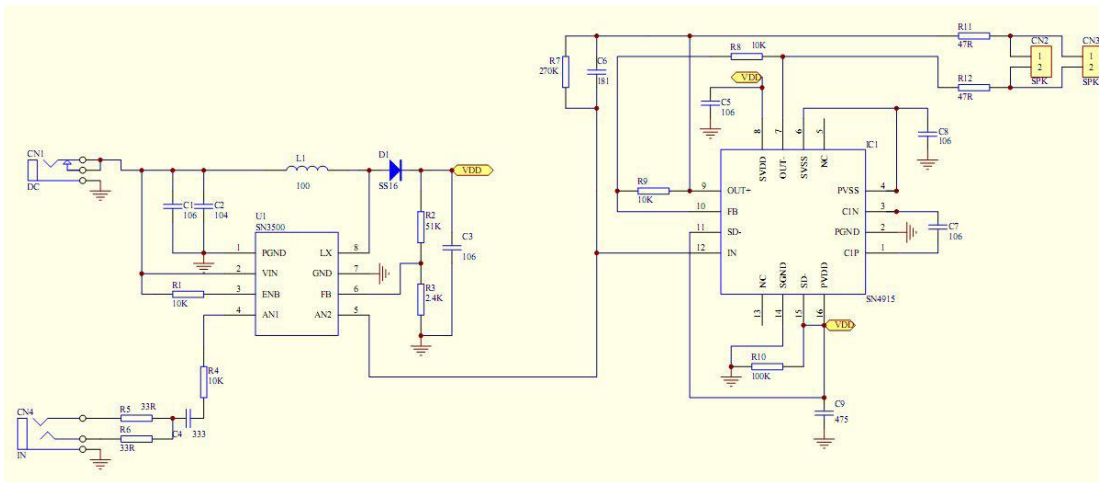 CN1
DC
L1
100
D1
SS16
VDD
C1
106
C2
104
U1
SN3500
R2
51K
C3
106
1 PGND LX 8
2 VIN GND 7
3 ENB FB 6
4 AN1 AN2 5
R1
10K
R3
2.4K
R4
10K
CN4
IN
R5 33R
R6
33R
C4 333
R7
270K
C6
181
R8 10K
R11
47R
R12
47R
CN2
1
2
SPK
CN3
1
2
SPK
VDD
C5
106
C8
106
8 7 6 5
SVDD OUT- SVSS NC
IC1
R9
10K
9 OUT+ PVSS 4
10 FB C1N 3
11 SD- PGND 2
12 IN C1P 1
C7
106
NC SGND SD- PVDD
13 14 15 16
SN4915
VDD
R10
100K
C9
475